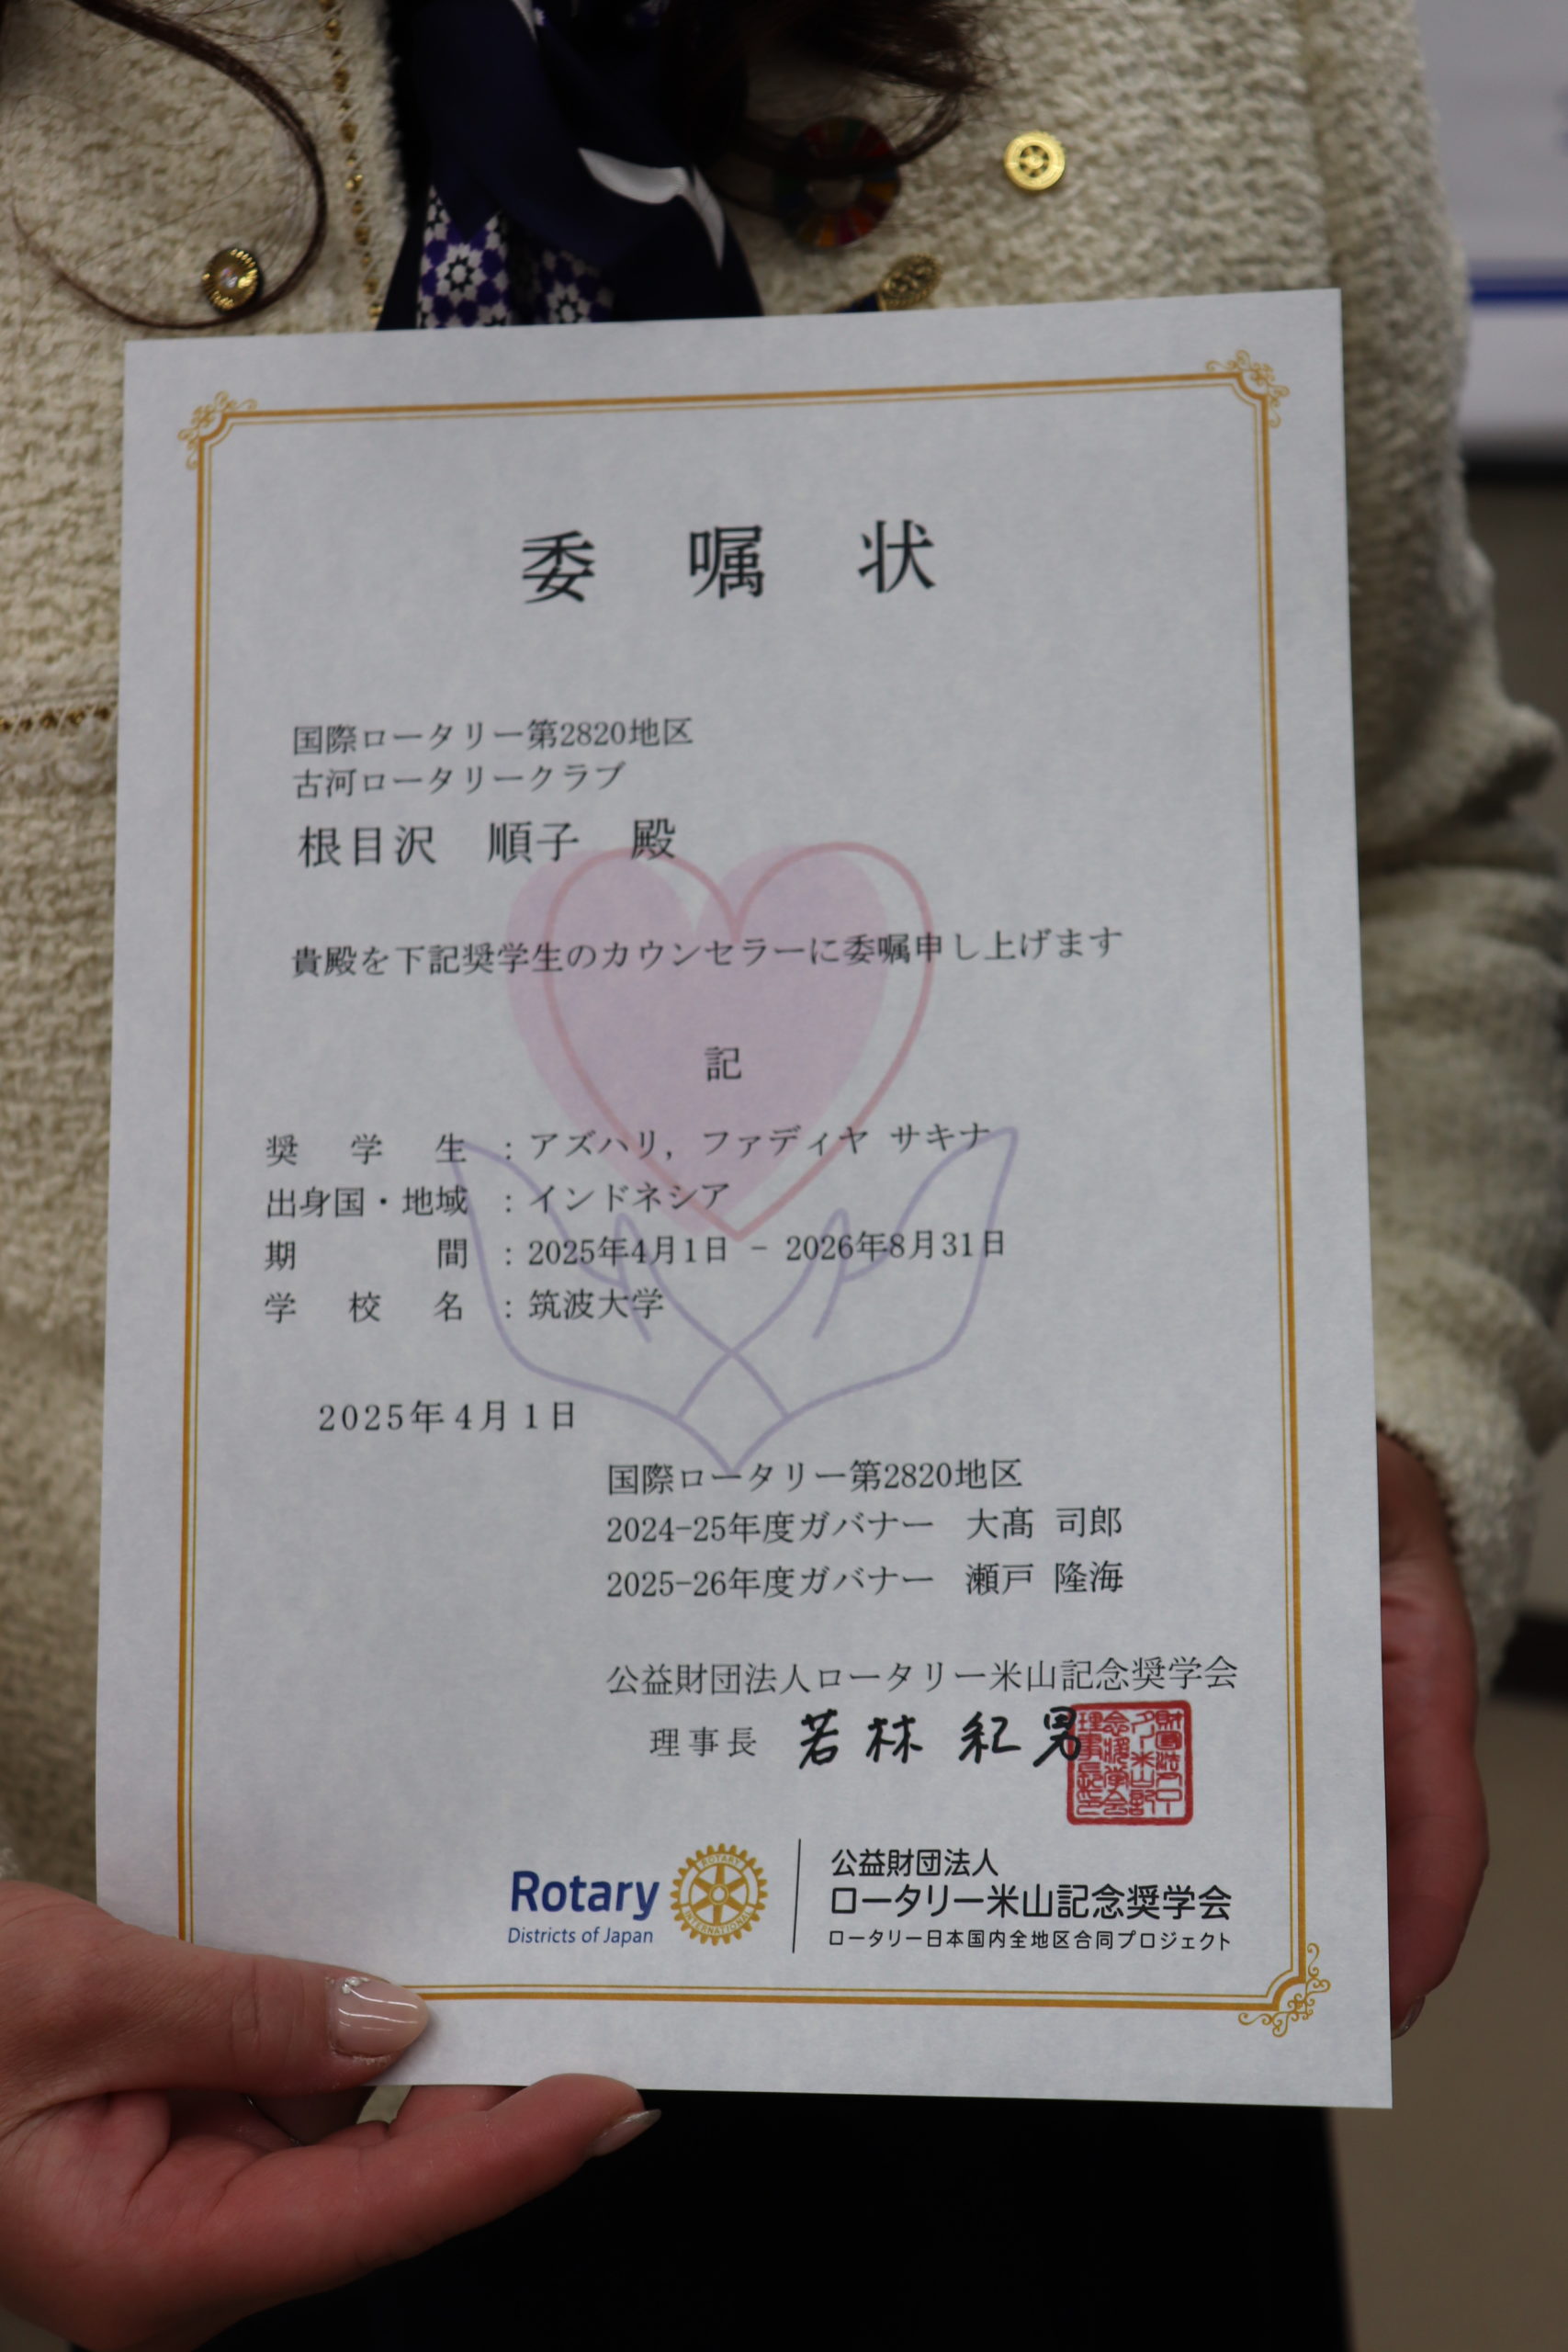 委嘱状
国際ロータリー第2820地区
古河ロータリークラブ
根目沢 順子 殿
貴殿を下記奨学生のカウンセラーに委嘱申し上げます
記
奨学生 : アズハリ, ファディヤ サキナ
出身国・地域 : インドネシア
期間 : 2025年4月1日 - 2026年8月31日
学校名 : 筑波大学
2025年4月1日
国際ロータリー第2820地区
2024-25年度ガバナー 大髙 司郎
2025-26年度ガバナー 瀬戸 隆海
公益財団法人ロータリー米山記念奨学会
理事長 若林 紀男
Rotary
Districts of Japan
ROTARY INTERNATIONAL
公益財団法人
ロータリー米山記念奨学会
ロータリー日本国内全地区合同プロジェクト